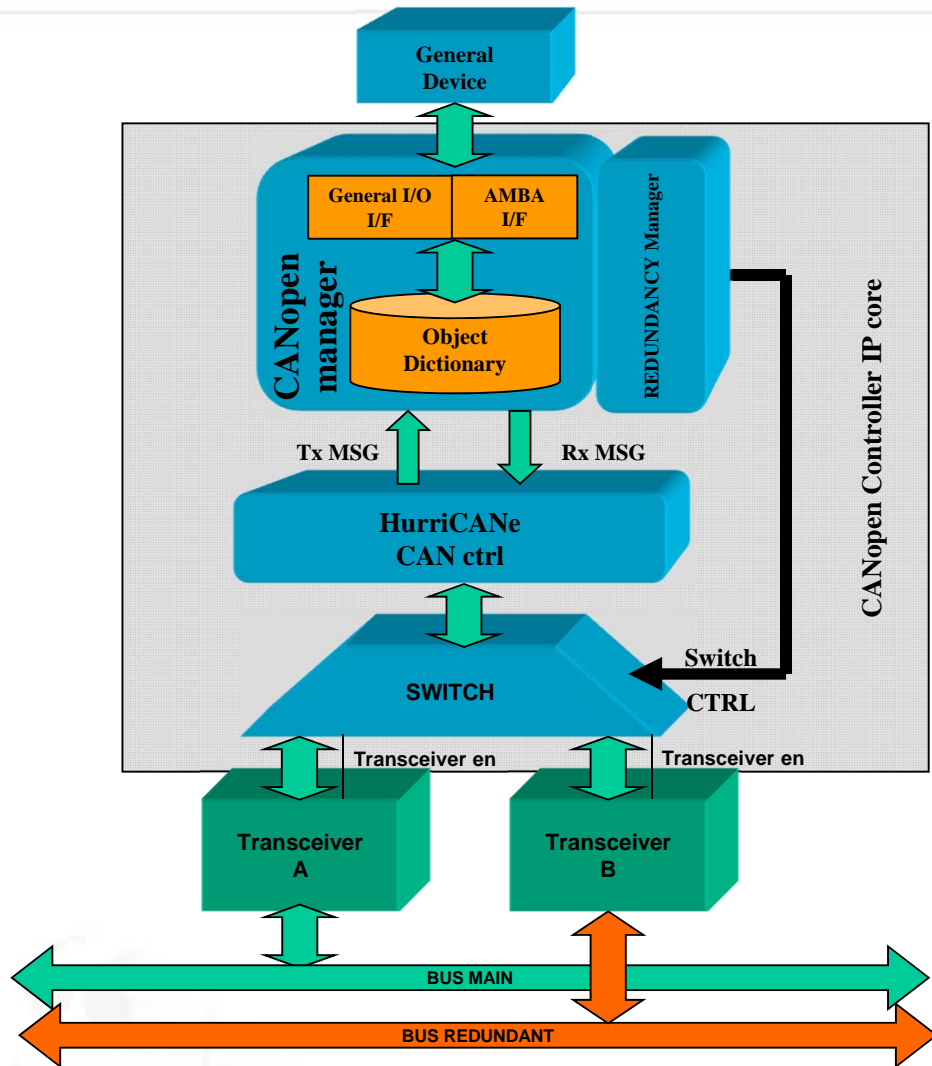 General
Device
General I/O
I/F
AMBA
I/F
CANopen
manager
REDUNDANCY Manager
Object
Dictionary
CANopen Controller IP core
Tx MSG
Rx MSG
HurriCANe
CAN ctrl
Switch
CTRL
SWITCH
Transceiver en
Transceiver en
Transceiver
A
Transceiver
B
BUS MAIN
BUS REDUNDANT